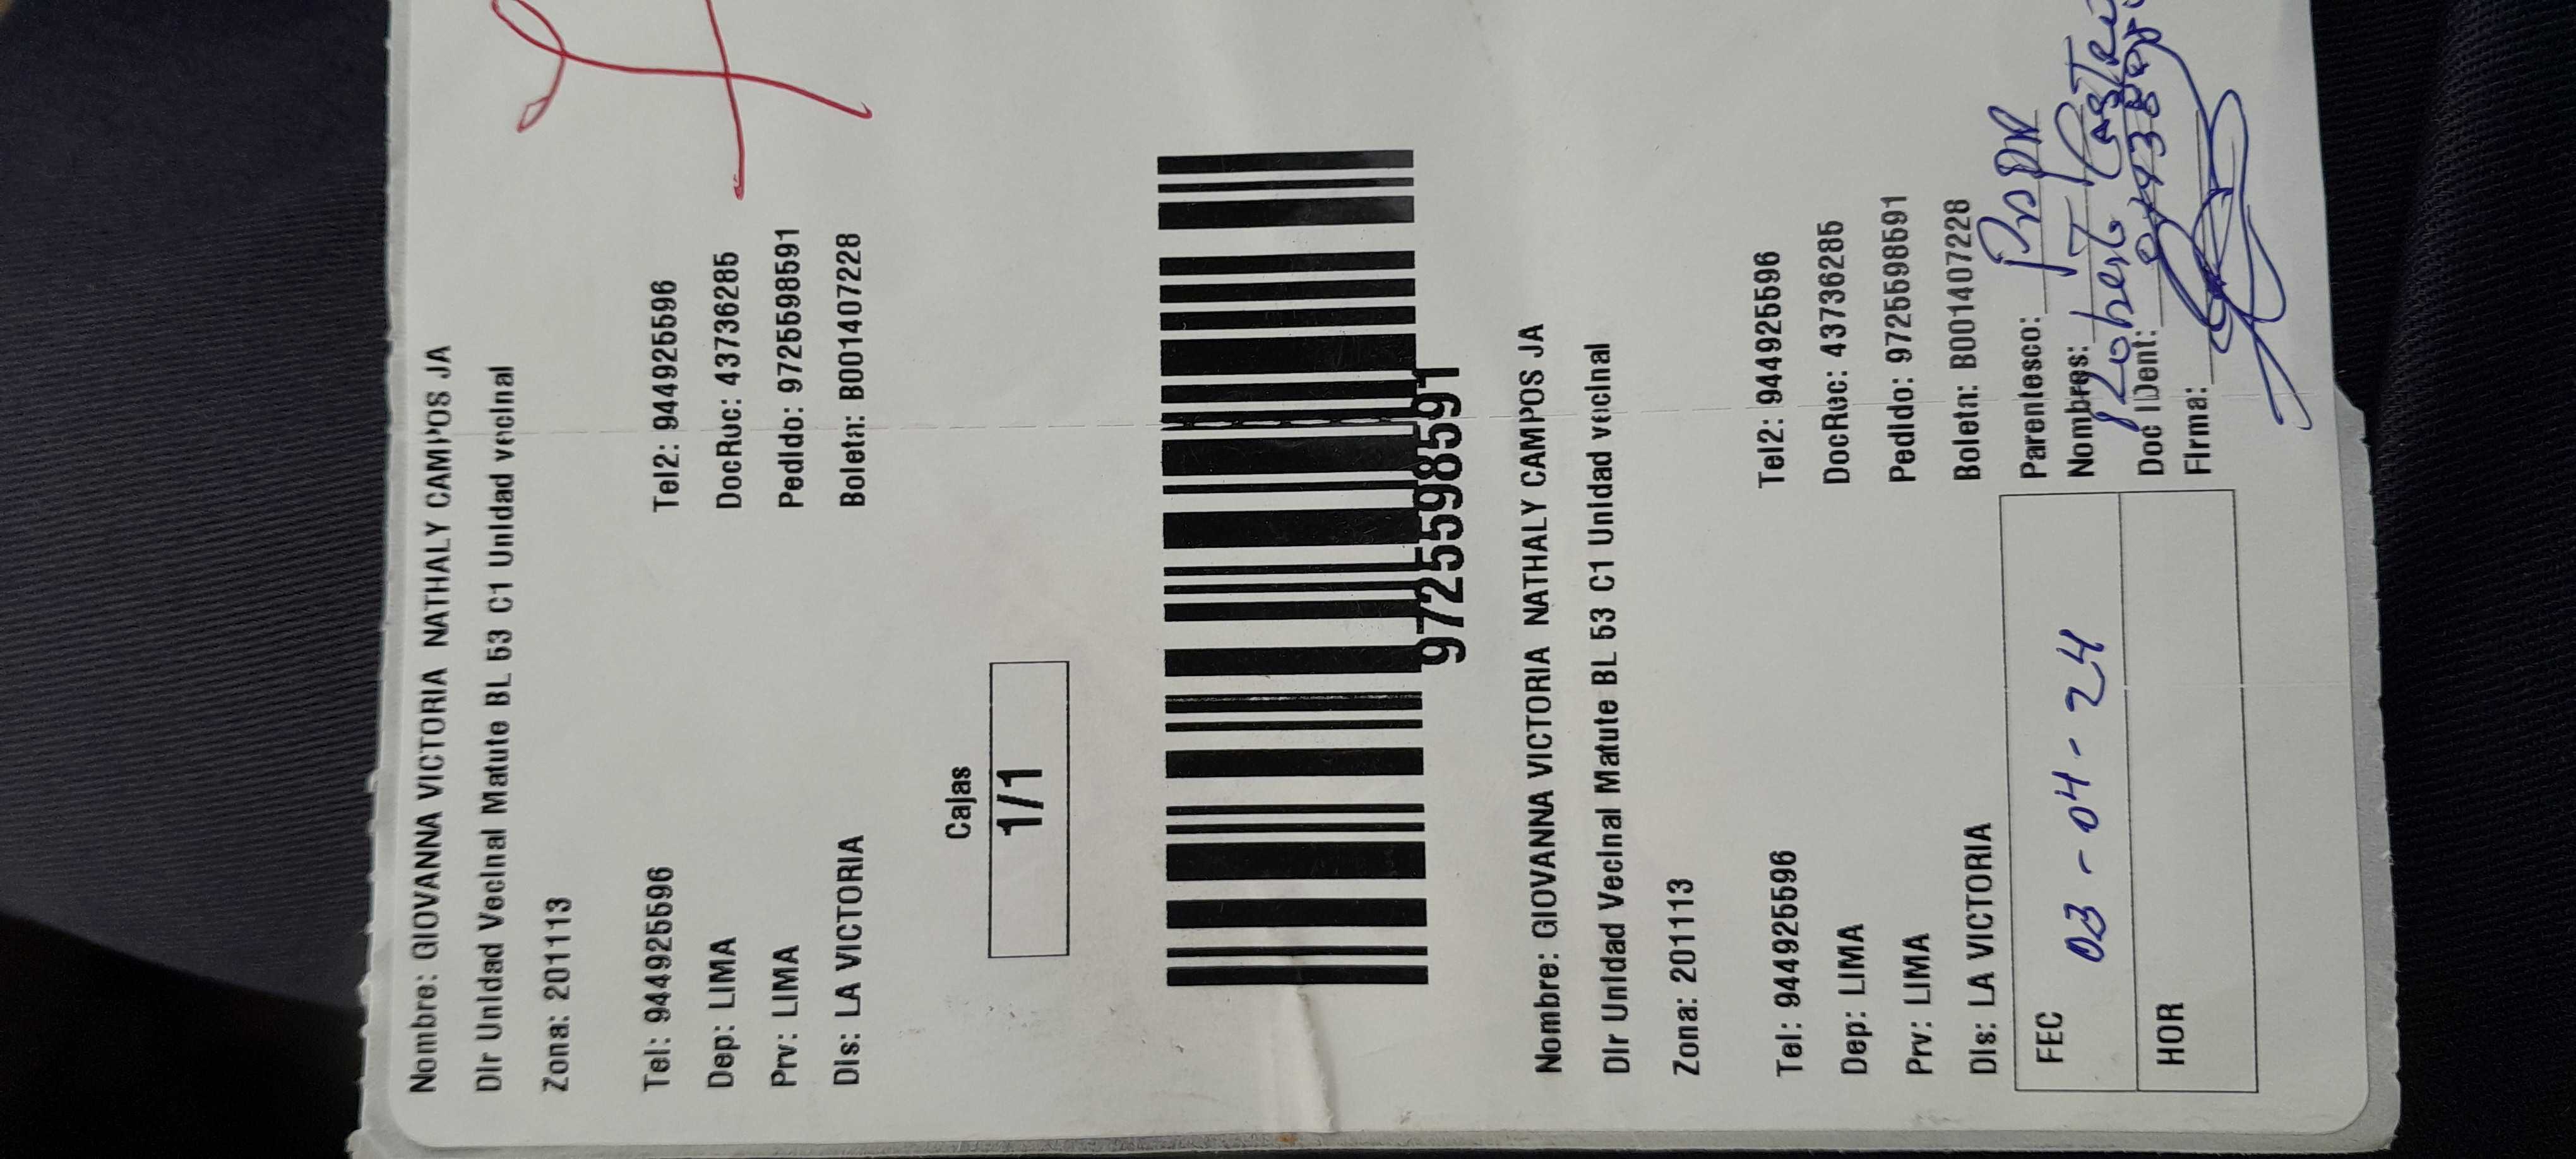 Nombre: GIOVANNA VICTORIA NATHALY CAMPOS JA
Dir Unidad Vecinal Matute BL 53 C1 Unidad vecinal
Zona: 201113
Tel: 944925596 Tel2: 944925596
Dep: LIMA DocRuc: 43736285
Prv: LIMA Pedido: 9725598591
Dis: LA VICTORIA Boleta: B001407228
Cajas
1/1
9725598591
Nombre: GIOVANNA VICTORIA NATHALY CAMPOS JA
Dir Unidad Vecinal Matute BL 53 C1 Unidad vecinal
Zona: 201113
Tel: 944925596 Tel2: 944925596
Dep: LIMA DocRuc: 43736285
Prv: LIMA Pedido: 9725598591
Dis: LA VICTORIA Boleta: B001407228
FEC 03-04-24 Parentesco:
Nombres: Roberto
HOR Doc IDent:
Firma: